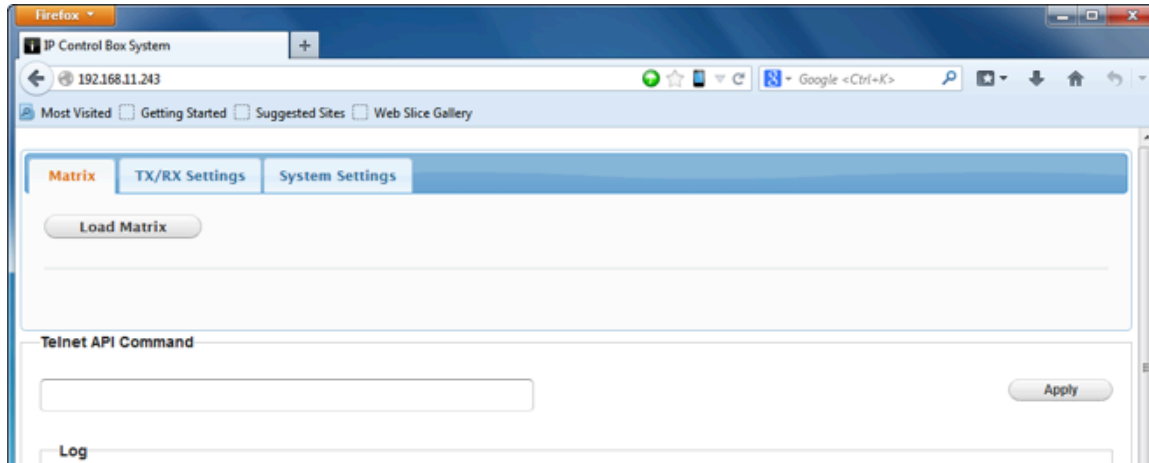 Firefox
IP Control Box System
192.168.11.243
Google <Ctrl+K>
Most Visited Getting Started Suggested Sites Web Slice Gallery
Matrix TX/RX Settings System Settings
Load Matrix
Telnet API Command
Apply
Log